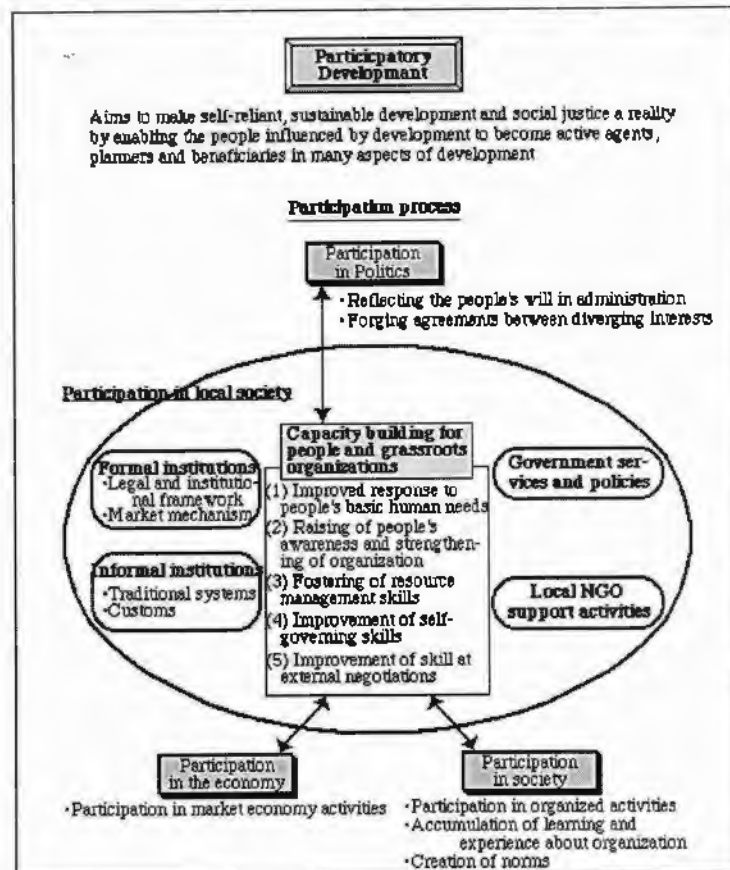 Particpatory
Developmant
Aims to make self-reliant, sustainable development and social justice a reality
by enabling the people influenced by development to become active agents,
planners and beneficiaries in many aspects of development
Participation process
Participation
in Politics
·Reflecting the people's will in administration
·Forging agreements between diverging interests
Participation in local society
Formal institutions
·Legal and institutio-
nal framework
·Market mechanism
Informal institutions
·Traditional systems
·Customs
Capacity building for
people and grassroots
organizations
(1) Improved response to
people's basic human needs
(2) Raising of people's
awareness and strengthen-
ing of organization
(3) Fostering of resource
management skills
(4) Improvement of self-
governing skills
(5) Improvement of skill at
external negotiations
Government ser-
vices and policies
Local NGO
support activities
Participation
in the economy
·Participation in market economy activities
Participation
in society
·Participation in organized activities
·Accumulation of learning and
experience about organization
·Creation of norms